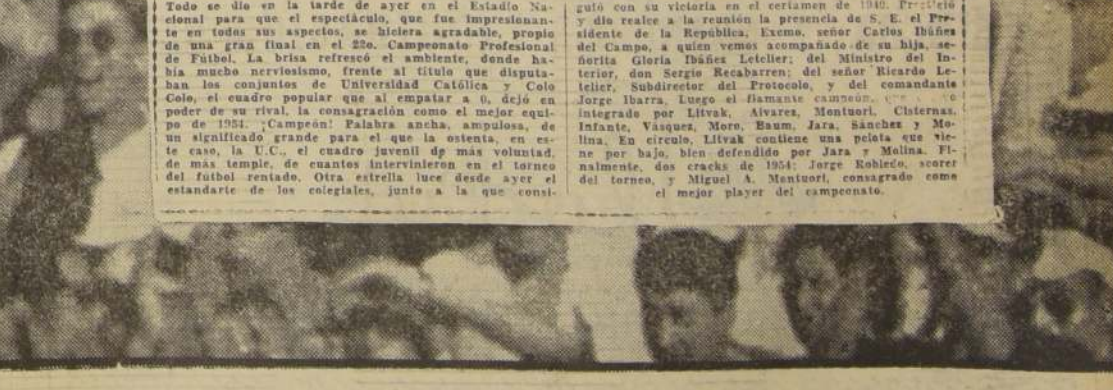 Todo se dio en la tarde de ayer en el Estadio Na-
cional para que el espectáculo, que fue impresionan-
te en todos sus aspectos, se hiciera agradable, propio
de una gran final en el 22o. Campeonato Profesional
de Fútbol. La brisa refrescó el ambiente, donde ha-
bía mucho nerviosismo, frente al título que disputa-
ban los conjuntos de Universidad Católica y Colo
Colo, el cuadro popular que al empatar a 0, dejó en
poder de su rival, la consagración como el mejor equi-
po de 1954. ¡Campeón! Palabra ancha, ampulosa, de
un significado grande para el que la ostenta, en es-
te caso, la U.C., el cuadro juvenil de más voluntad,
de más temple, de cuantos intervinieron en el torneo
del fútbol rentado. Otra estrella luce desde ayer el
estandarte de los colegiales, junto a la que consi-
guió con su victoria en el certamen de 1949. Prestigió
y dio realce a la reunión la presencia de S. E. el Pre-
sidente de la República, Excmo. señor Carlos Ibáñez
del Campo, a quien vemos acompañado de su hija, se-
ñorita Gloria Ibáñez Letelier; del Ministro del In-
terior, don Sergio Recabarren; del señor Ricardo Le-
telier, Subdirector del Protocolo, y del comandante
Jorge Ibarra. Luego el flamante campeón,
integrado por Litvak, Alvarez, Montuori, Cisternas,
Infante, Vásquez, Moro, Baum, Jara, Sánchez y Mo-
lina. En círculo, Litvak contiene una pelota que vie-
ne por bajo, bien defendido por Jara y Molina. Fi-
nalmente, dos cracks de 1954: Jorge Robledo, scorer
del torneo, y Miguel A. Montuori, consagrado como
el mejor player del campeonato.